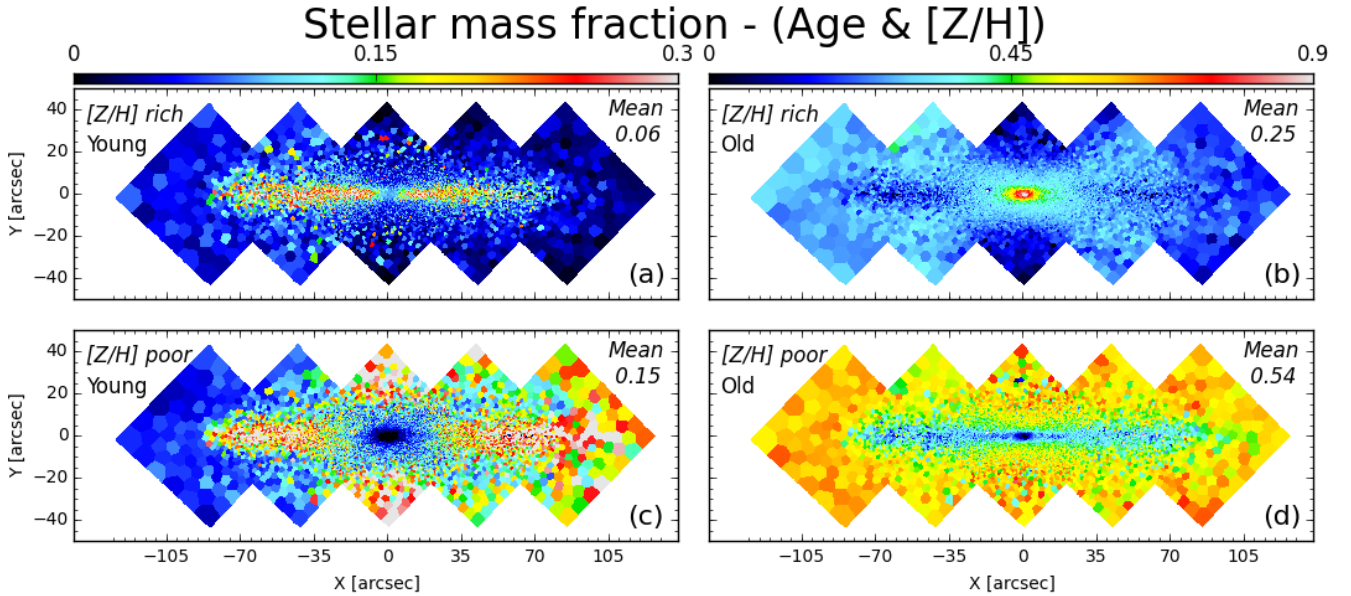 Stellar mass fraction - (Age & [Z/H])
0 0.15 0.3 0 0.45 0.9
[Z/H] rich
Young
Mean
0.06
(a)
[Z/H] rich
Old
Mean
0.25
(b)
40
20
0
−20
−40
Y [arcsec]
[Z/H] poor
Young
Mean
0.15
(c)
[Z/H] poor
Old
Mean
0.54
(d)
40
20
0
−20
−40
Y [arcsec]
−105 −70 −35 0 35 70 105
X [arcsec]
−105 −70 −35 0 35 70 105
X [arcsec]